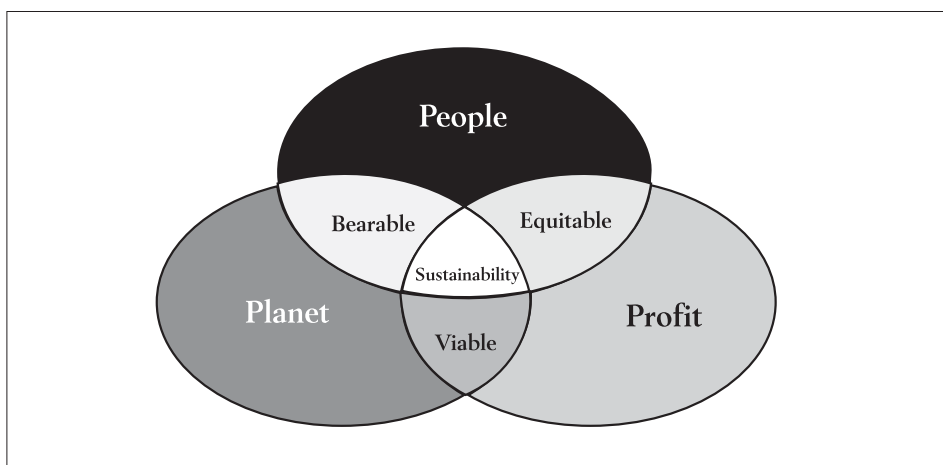 People
Bearable
Equitable
Sustainability
Planet
Profit
Viable